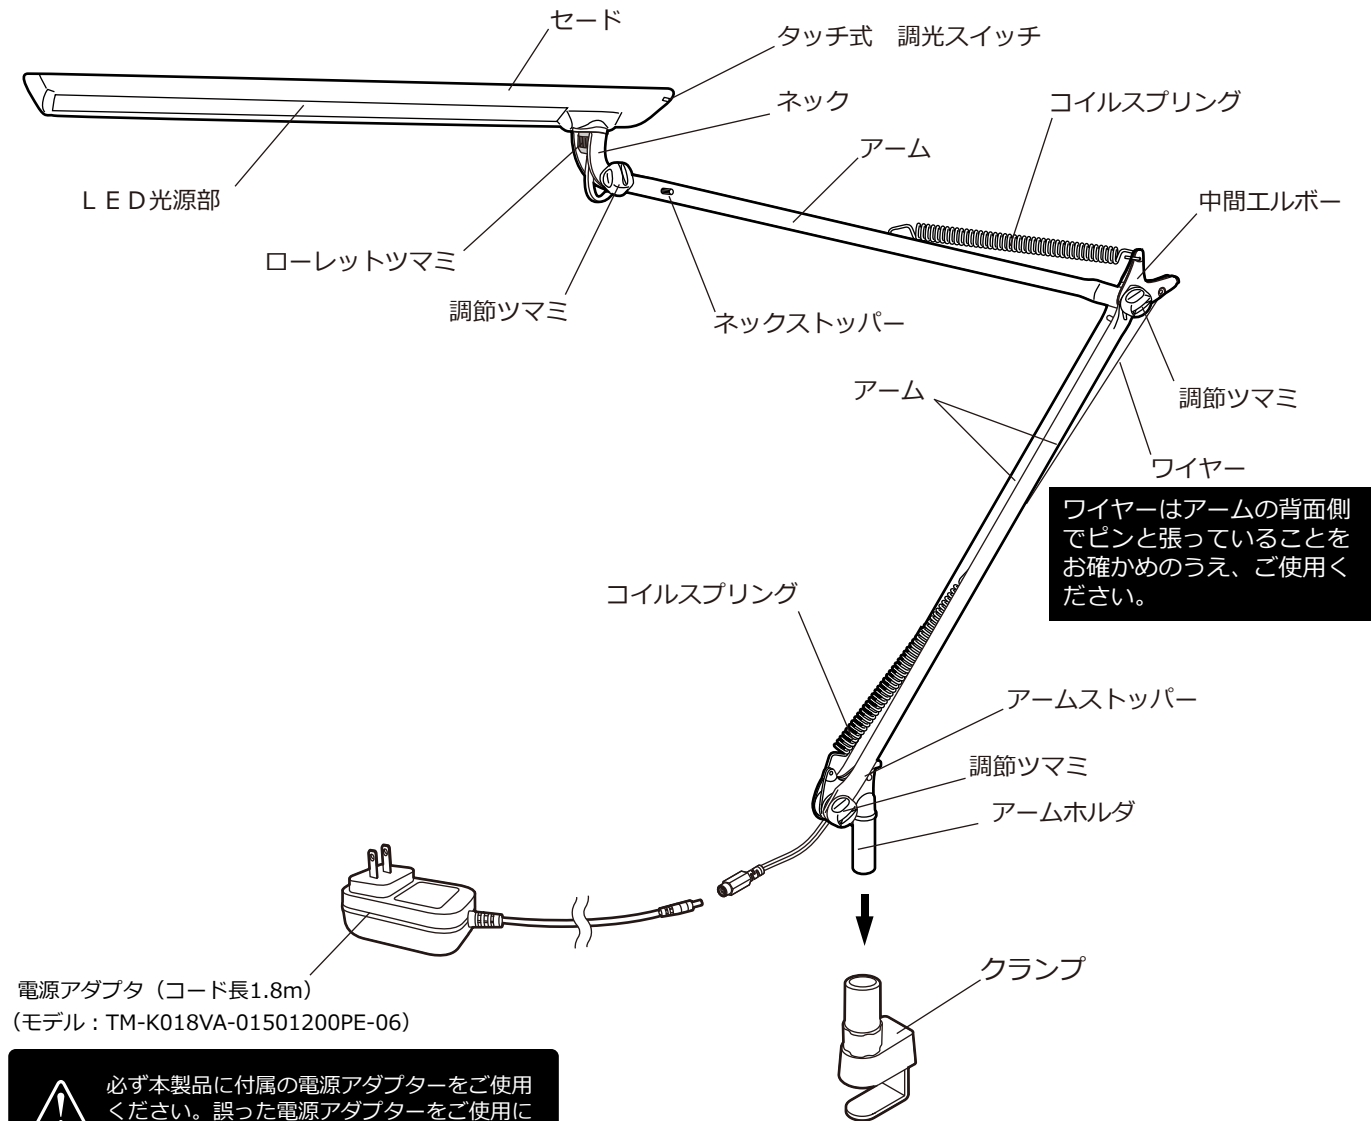 セード
タッチ式　調光スイッチ
ネック
コイルスプリング
アーム
ＬＥＤ光源部
中間エルボー
ローレットツマミ
調節ツマミ
ネックストッパー
アーム
調節ツマミ
ワイヤー
ワイヤーはアームの背面側
でピンと張っていることを
お確かめのうえ、ご使用く
ださい。
コイルスプリング
アームストッパー
調節ツマミ
アームホルダ
クランプ
電源アダプタ（コード長1.8m）
（モデル：TM-K018VA-01501200PE-06）
必ず本製品に付属の電源アダプターをご使用
ください。誤った電源アダプターをご使用に